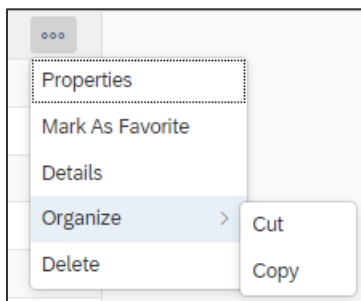 Properties
Mark As Favorite
Details
Organize
Cut
Delete
Copy